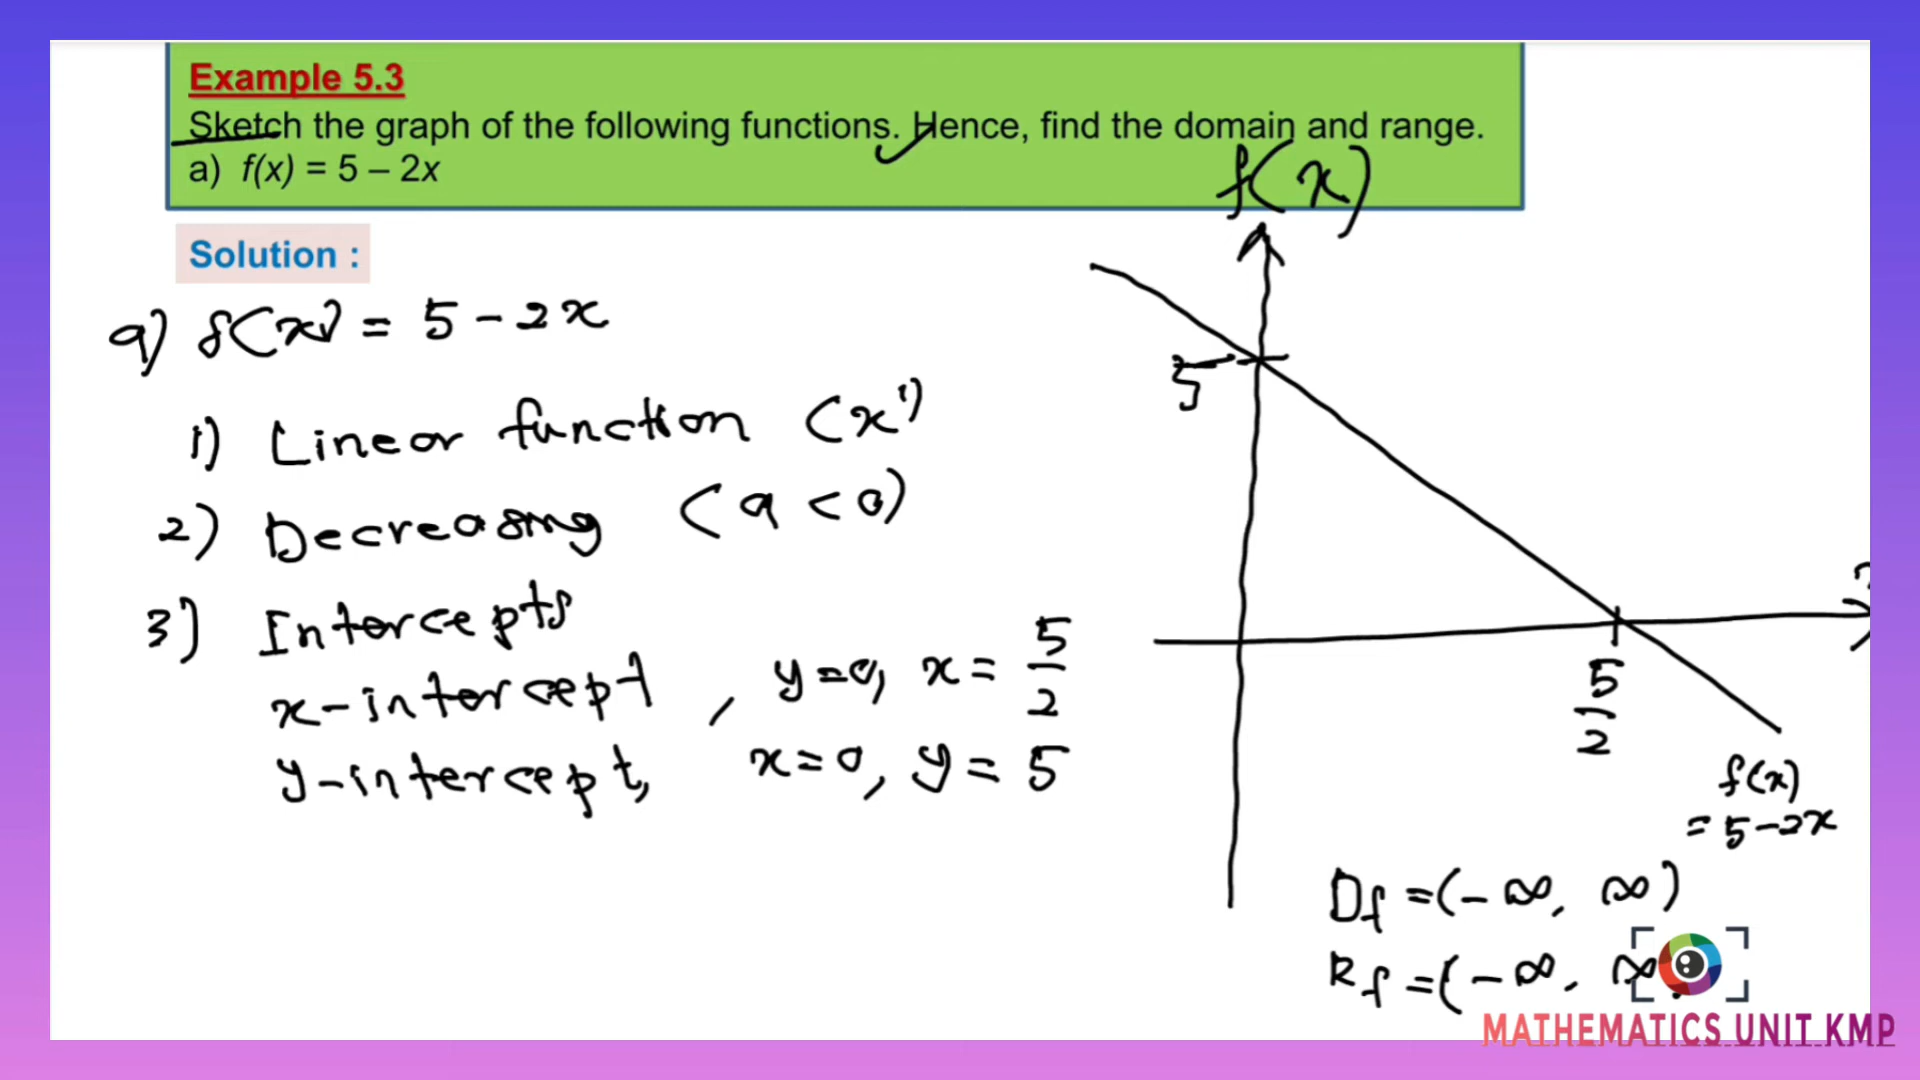 Example 5.3
Sketch the graph of the following functions. Hence, find the domain and range.
a) f(x) = 5 – 2x
Solution :
a) f(x) = 5 - 2x
1) Linear function (x¹)
2) Decreasing (a < 0)
3) Intercepts
x-intercept, y=0, x = 5/2
y-intercept, x=0, y = 5
f(x)
5
5/2
f(x)
= 5-2x
Df = (-∞, ∞)
Rf = (-∞, ∞
MATHEMATICS UNIT KMP